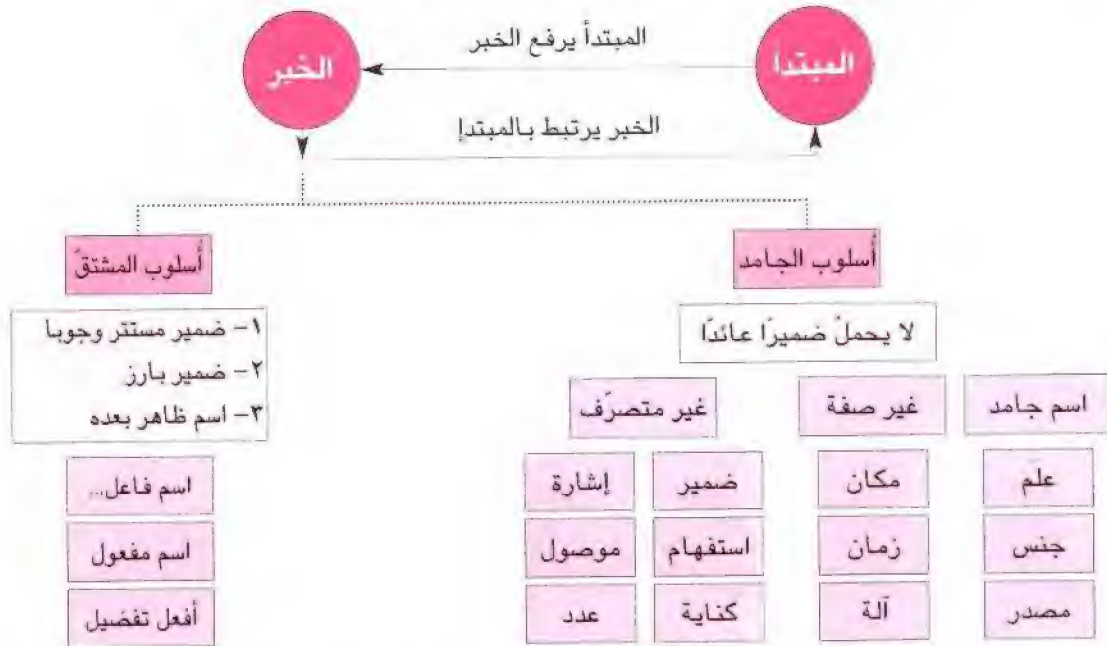 المبتدأ
المبتدأ يرفع الخبر
الخبر
الخبر يرتبط بالمبتدإ
أسلوب الجامد
لا يحملُ ضميرًا عائدًا
اسم جامد
علم
جنس
مصدر
غير صفة
مكان
زمان
آلة
غير متصرّف
ضمير
إشارة
استفهام
موصول
كناية
عدد
أسلوب المشتقّ
١- ضمير مستتر وجوبا
٢- ضمير بارز
٣- اسم ظاهر بعده
اسم فاعل...
اسم مفعول
أفعل تفضيل